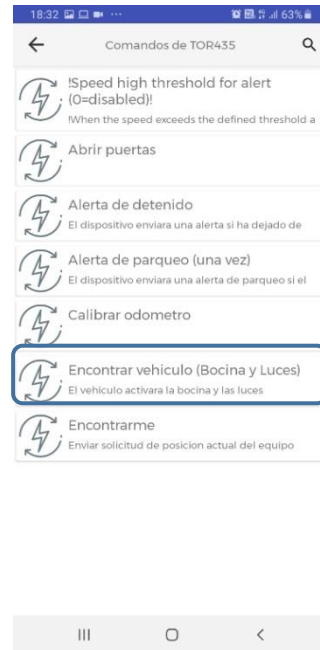 18:32
63%
Comandos de TOR435
!Speed high threshold for alert
(0=disabled)!
!When the speed exceeds the defined threshold a
Abrir puertas
Alerta de detenido
El dispositivo enviara una alerta si ha dejado de
Alerta de parqueo (una vez)
El dispositivo enviara una alerta de parqueo si el
Calibrar odometro
Encontrar vehiculo (Bocina y Luces)
El vehiculo activara la bocina y las luces
Encontrarme
Enviar solicitud de posicion actual del equipo